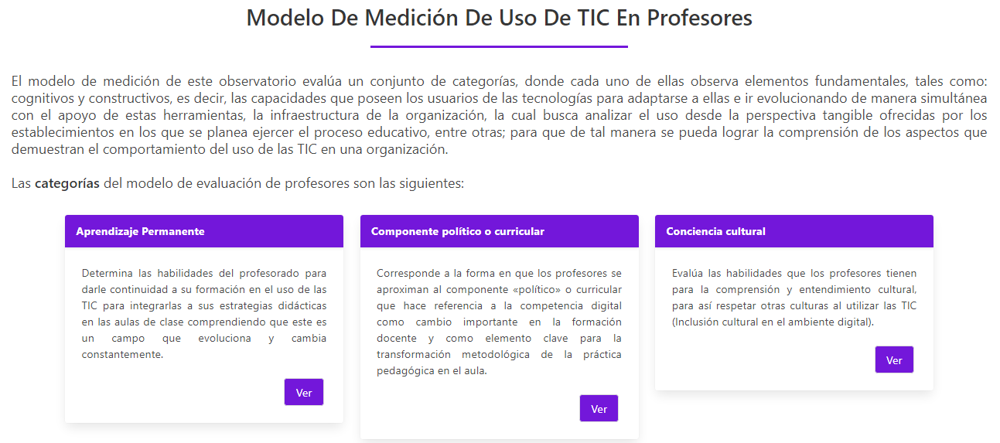 Modelo De Medición De Uso De TIC En Profesores
El modelo de medición de este observatorio evalúa un conjunto de categorías, donde cada uno de ellas observa elementos fundamentales, tales como:
cognitivos y constructivos, es decir, las capacidades que poseen los usuarios de las tecnologías para adaptarse a ellas e ir evolucionando de manera simultánea
con el apoyo de estas herramientas, la infraestructura de la organización, la cual busca analizar el uso desde la perspectiva tangible ofrecidas por los
establecimientos en los que se planea ejercer el proceso educativo, entre otras; para que de tal manera se pueda lograr la comprensión de los aspectos que
demuestran el comportamiento del uso de las TIC en una organización.
Las categorías del modelo de evaluación de profesores son las siguientes:
Aprendizaje Permanente
Determina las habilidades del profesorado para
darle continuidad a su formación en el uso de las
TIC para integrarlas a sus estrategias didácticas
en las aulas de clase comprendiendo que este es
un campo que evoluciona y cambia
constantemente.
Ver
Componente político o curricular
Corresponde a la forma en que los profesores se
aproximan al componente «político» o curricular
que hace referencia a la competencia digital
como cambio importante en la formación
docente y como elemento clave para la
transformación metodológica de la práctica
pedagógica en el aula.
Ver
Conciencia cultural
Evalúa las habilidades que los profesores tienen
para la comprensión y entendimiento cultural,
para así respetar otras culturas al utilizar las TIC
(Inclusión cultural en el ambiente digital).
Ver